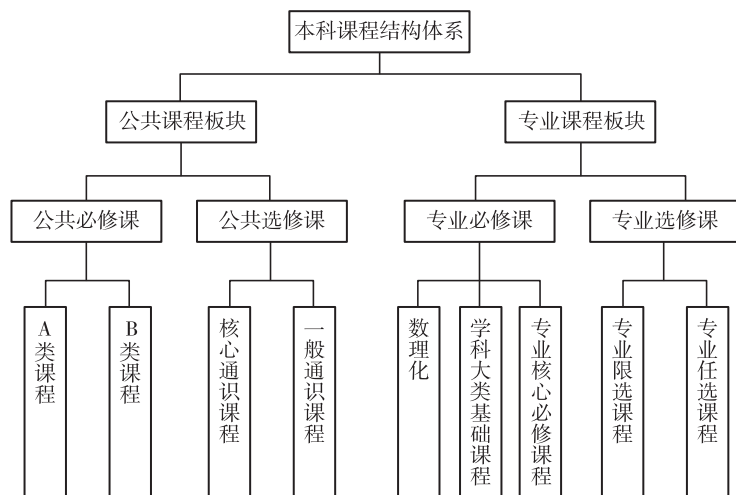 本科课程结构体系
公共课程板块
专业课程板块
公共必修课
公共选修课
专业必修课
专业选修课
A类课程
B类课程
核心通识课程
一般通识课程
数理化
学科大类基础课程
专业核心必修课程
专业限选课程
专业任选课程